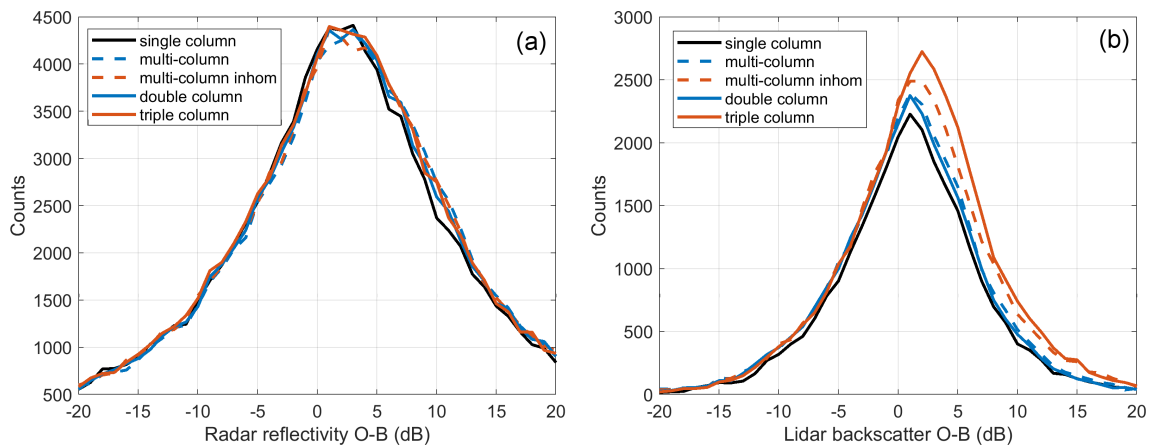 4500
4000
3500
3000
2500
2000
1500
1000
500
Counts
single column
multi-column
multi-column inhom
double column
triple column
(a)
-20 -15 -10 -5 0 5 10 15 20
Radar reflectivity O-B (dB)
3000
2500
2000
1500
1000
500
0
Counts
single column
multi-column
multi-column inhom
double column
triple column
(b)
-20 -15 -10 -5 0 5 10 15 20
Lidar backscatter O-B (dB)